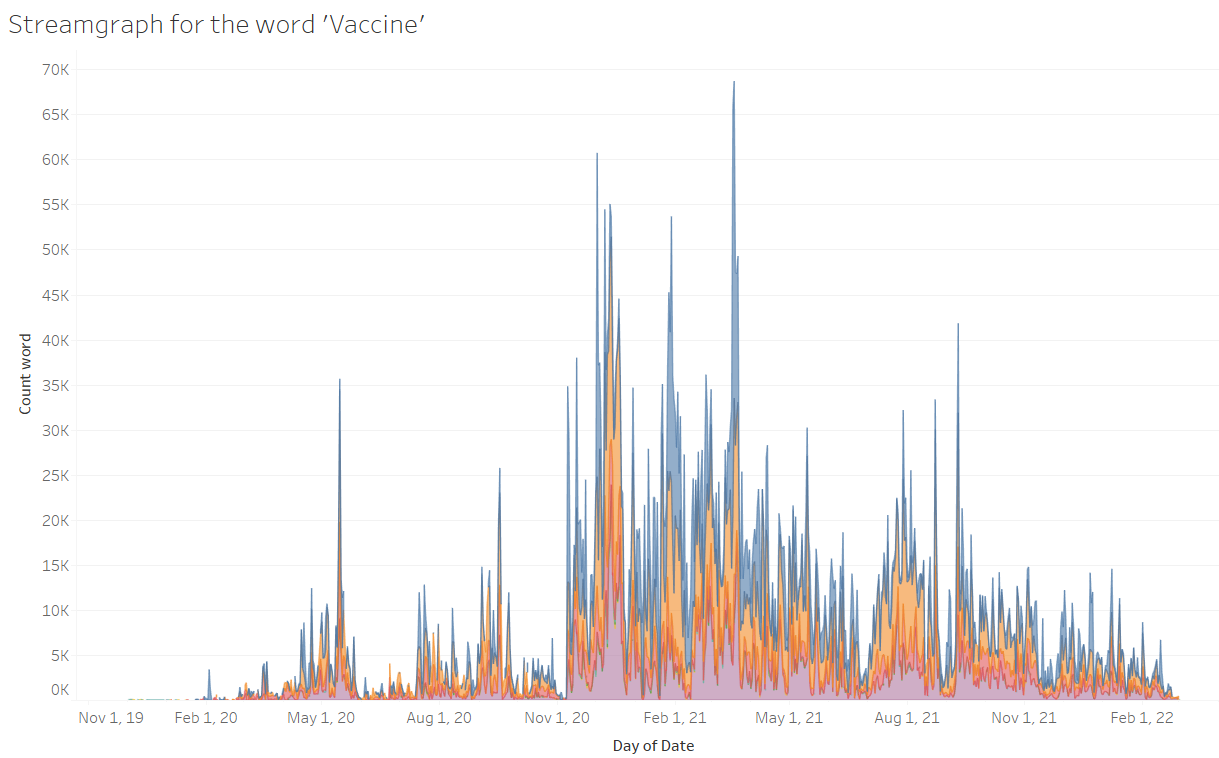 Streamgraph for the word 'Vaccine'
70K
65K
60K
55K
50K
45K
40K
35K
30K
25K
20K
15K
10K
5K
0K
Count word
Nov 1, 19 Feb 1, 20 May 1, 20 Aug 1, 20 Nov 1, 20 Feb 1, 21 May 1, 21 Aug 1, 21 Nov 1, 21 Feb 1, 22
Day of Date